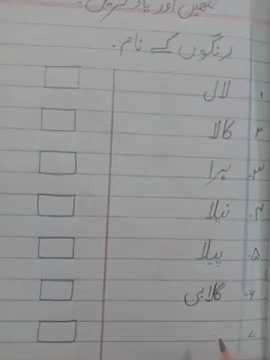 لکھیں اور یاد کریں۔
رنگوں کے نام۔
۱۔ لال
۲۔ کالا
۳۔ ہرا
۴۔ نیلا
۵۔ پیلا
۶۔ گلابی
۷۔